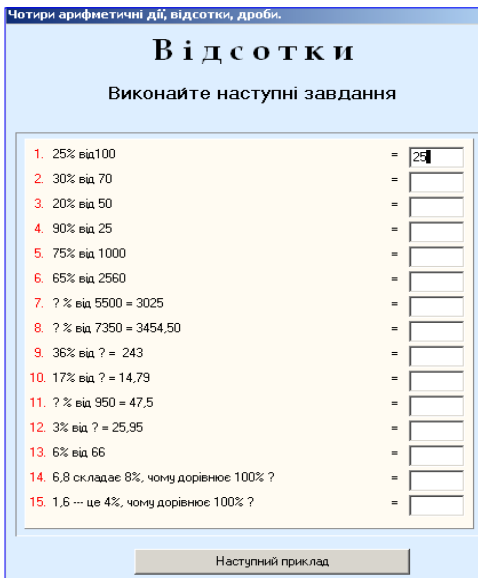 Чотири арифметичні дії, відсотки, дроби.
Відсотки
Виконайте наступні завдання
1. 25% від100 = 25
2. 30% від 70 =
3. 20% від 50 =
4. 90% від 25 =
5. 75% від 1000 =
6. 65% від 2560 =
7. ? % від 5500 = 3025 =
8. ? % від 7350 = 3454,50 =
9. 36% від ? = 243 =
10. 17% від ? = 14,79 =
11. ? % від 950 = 47,5 =
12. 3% від ? = 25,95 =
13. 6% від 66 =
14. 6,8 складає 8%, чому дорівнює 100% ? =
15. 1,6 --- це 4%, чому дорівнює 100% ? =
Наступний приклад